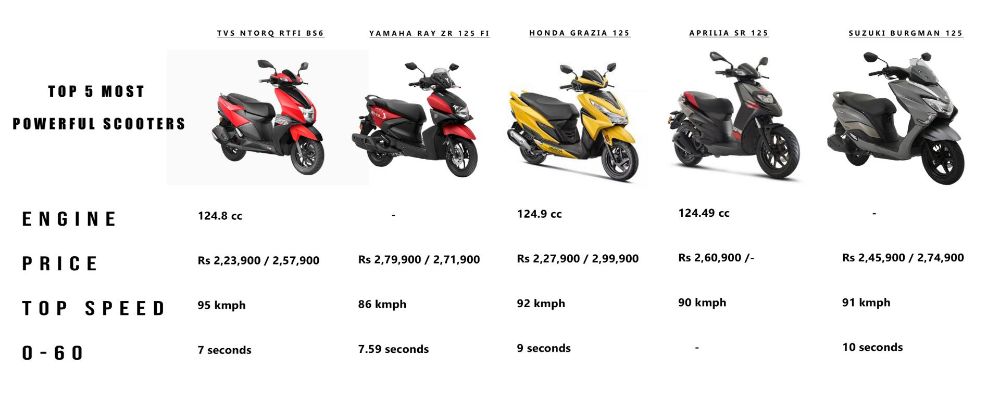 TVS NTORQ RTFI BS6 YAMAHA RAY ZR 125 FI HONDA GRAZIA 125 APRILIA SR 125 SUZUKI BURGMAN 125
TOP 5 MOST
POWERFUL SCOOTERS
ENGINE 124.8 cc - 124.9 cc 124.49 cc -
PRICE Rs 2,23,900 / 2,57,900 Rs 2,79,900 / 2,71,900 Rs 2,27,900 / 2,99,900 Rs 2,60,900 /- Rs 2,45,900 / 2,74,900
TOP SPEED 95 kmph 86 kmph 92 kmph 90 kmph 91 kmph
0-60 7 seconds 7.59 seconds 9 seconds - 10 seconds